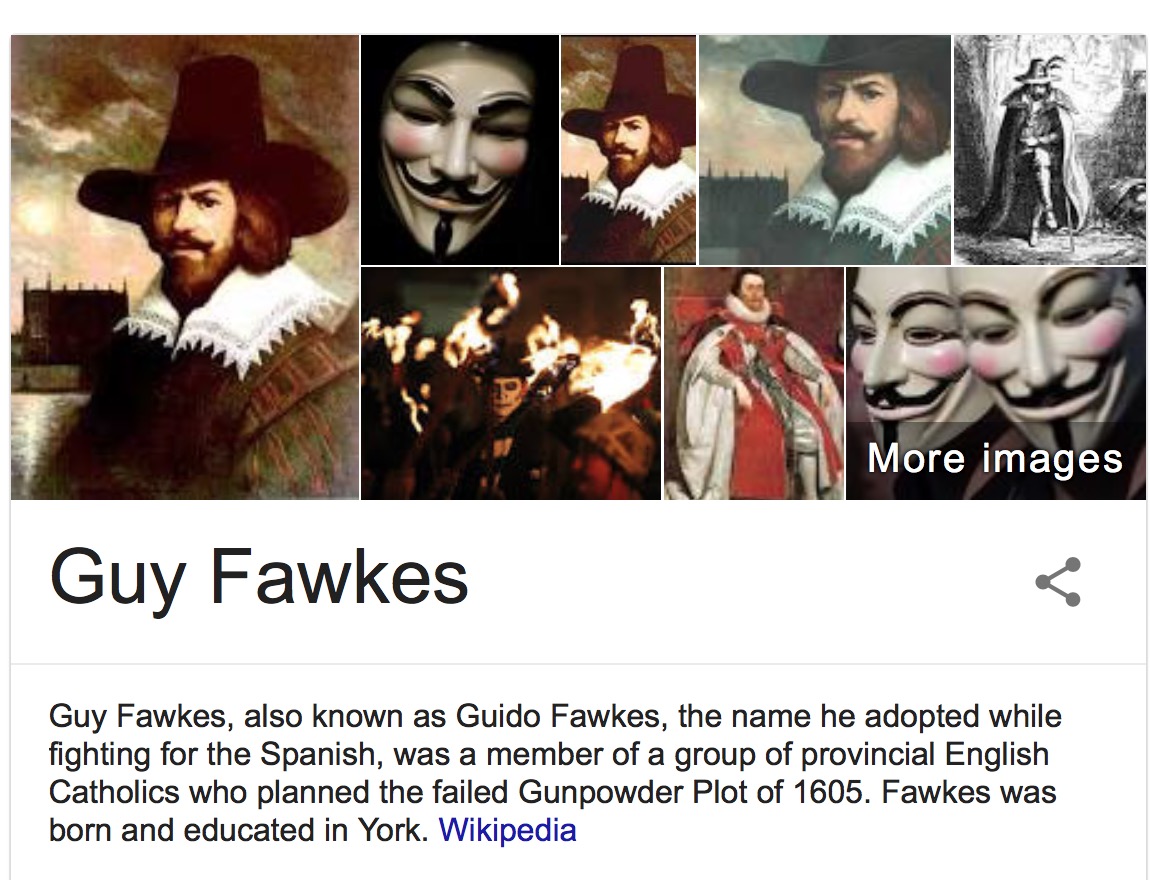 More images
Guy Fawkes
Guy Fawkes, also known as Guido Fawkes, the name he adopted while
fighting for the Spanish, was a member of a group of provincial English
Catholics who planned the failed Gunpowder Plot of 1605. Fawkes was
born and educated in York. Wikipedia